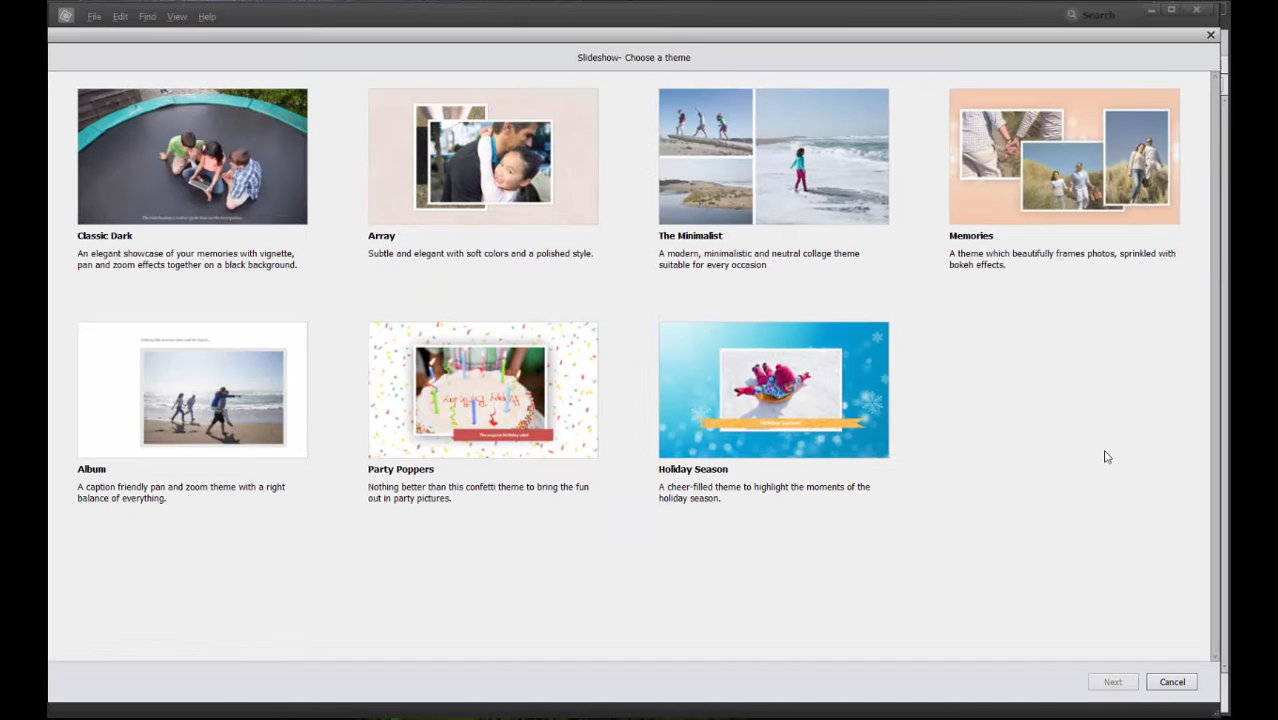 File Edit Find View Help Search
Slideshow- Choose a theme
Classic Dark
An elegant showcase of your memories with vignette,
pan and zoom effects together on a black background.
Array
Subtle and elegant with soft colors and a polished style.
The Minimalist
A modern, minimalistic and neutral collage theme
suitable for every occasion
Memories
A theme which beautifully frames photos, sprinkled with
bokeh effects.
Happy Birthday
Holiday Season
Album
A caption friendly pan and zoom theme with a right
balance of everything.
Party Poppers
Nothing better than this confetti theme to bring the fun
out in party pictures.
Holiday Season
A cheer-filled theme to highlight the moments of the
holiday season.
Next Cancel